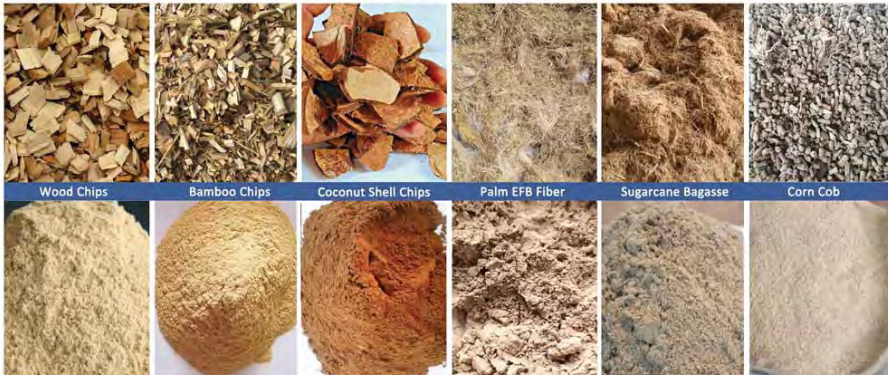 Wood Chips
Bamboo Chips
Coconut Shell Chips
Palm EFB Fiber
Sugarcane Bagasse
Corn Cob